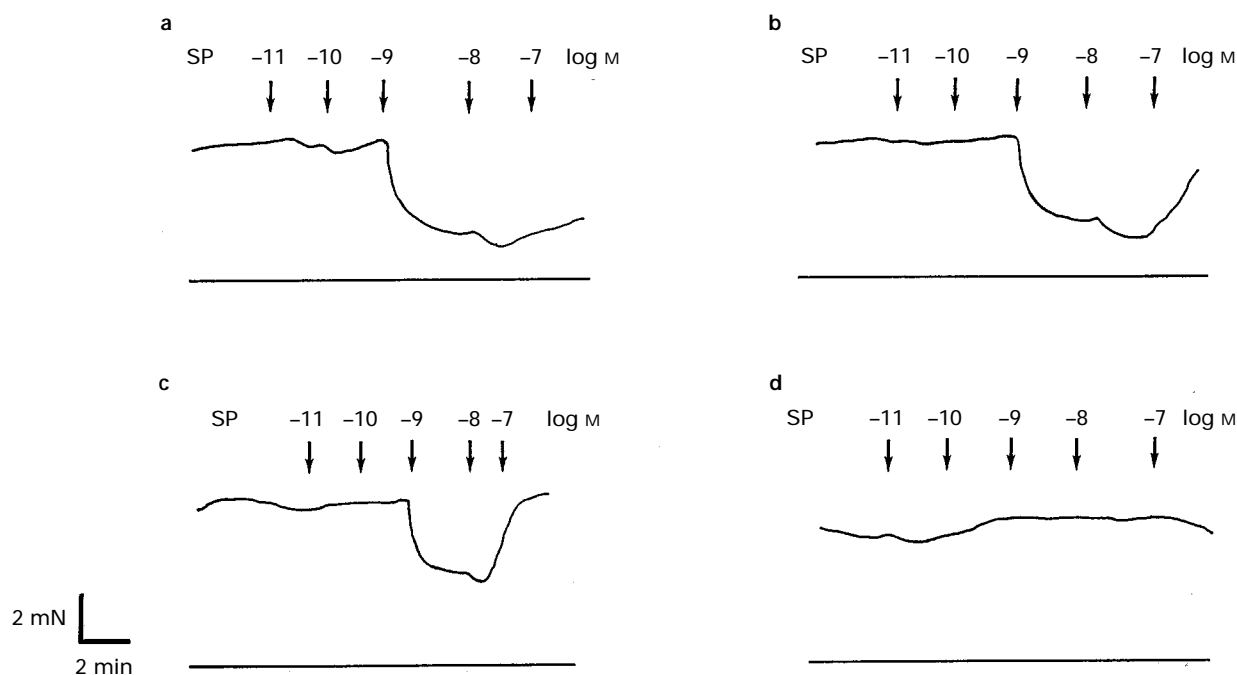 a
SP –11 –10 –9 –8 –7 log M
b
SP –11 –10 –9 –8 –7 log M
c
SP –11 –10 –9 –8 –7 log M
d
SP –11 –10 –9 –8 –7 log M
2 mN
2 min